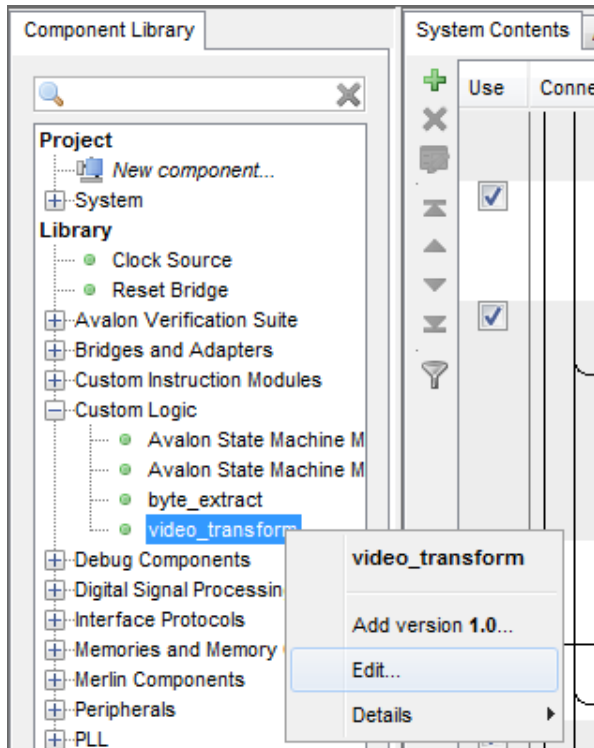 Component Library
System Contents
Use
Project
New component...
System
Library
Clock Source
Reset Bridge
Avalon Verification Suite
Bridges and Adapters
Custom Instruction Modules
Custom Logic
Avalon State Machine M
Avalon State Machine M
byte_extract
video_transform
Debug Components
Digital Signal Processin
Interface Protocols
Memories and Memory
Merlin Components
Peripherals
PLL
video_transform
Add version 1.0...
Edit...
Details